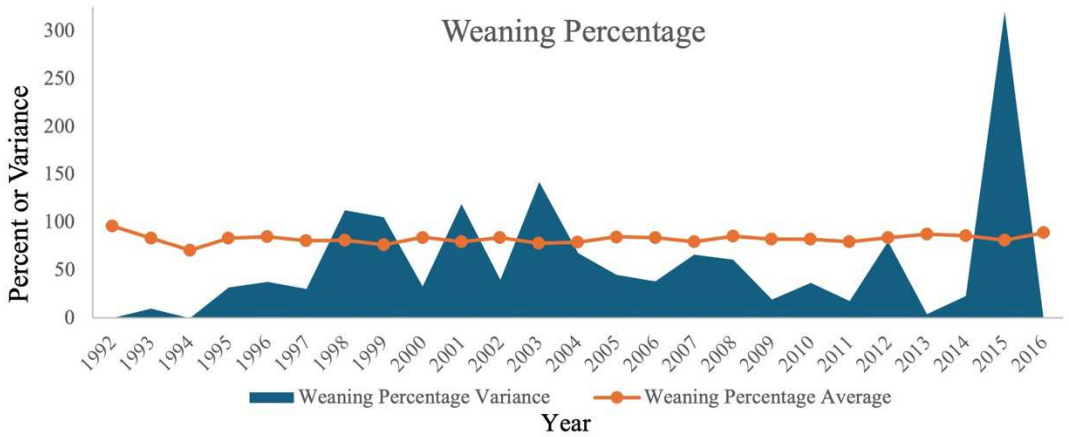 Weaning Percentage
Percent or Variance
300
250
200
150
100
50
0
1992 1993 1994 1995 1996 1997 1998 1999 2000 2001 2002 2003 2004 2005 2006 2007 2008 2009 2010 2011 2012 2013 2014 2015 2016
Weaning Percentage Variance Weaning Percentage Average
Year